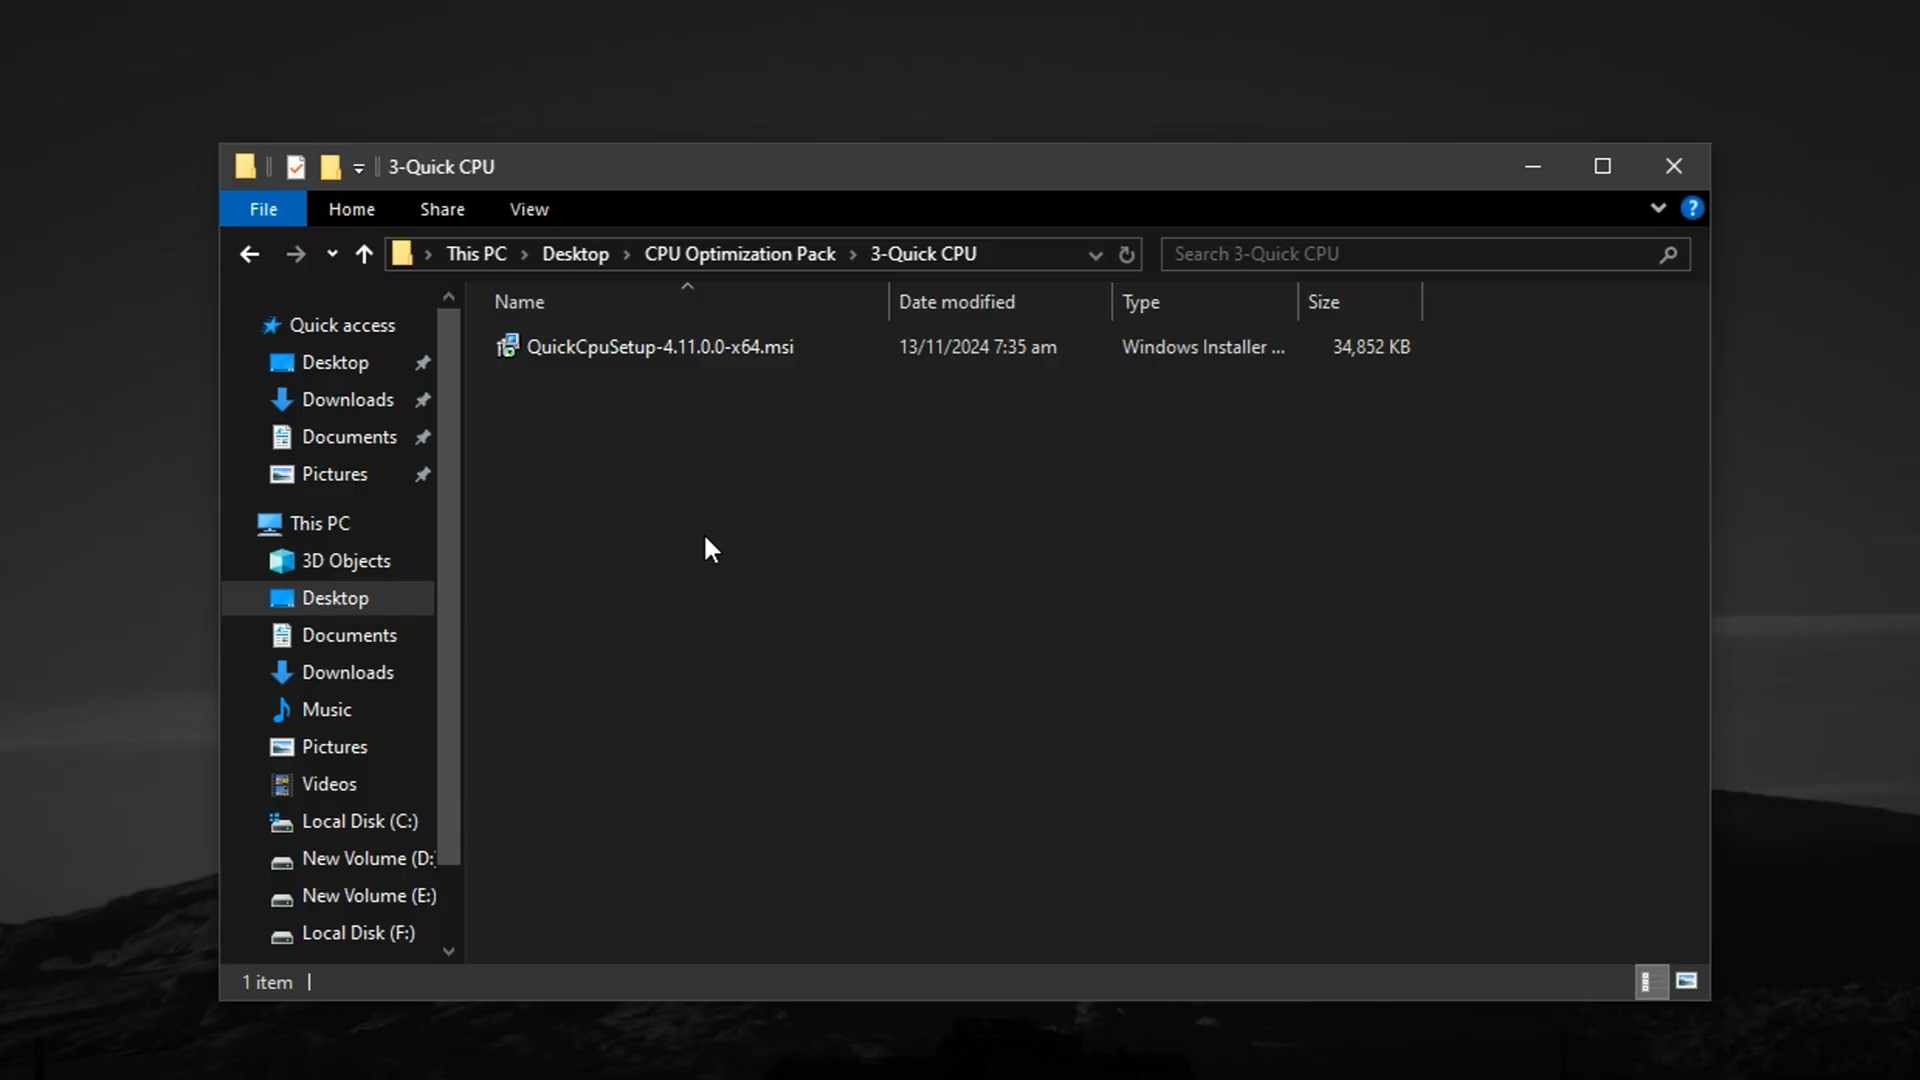 3-Quick CPU
File Home Share View
?
This PC Desktop CPU Optimization Pack 3-Quick CPU Search 3-Quick CPU
Name Date modified Type Size
QuickCpuSetup-4.11.0.0-x64.msi 13/11/2024 7:35 am Windows Installer ... 34,852 KB
Quick access
Desktop
Downloads
Documents
Pictures
This PC
3D Objects
Desktop
Documents
Downloads
Music
Pictures
Videos
Local Disk (C:)
New Volume (D:
New Volume (E:)
Local Disk (F:)
1 item